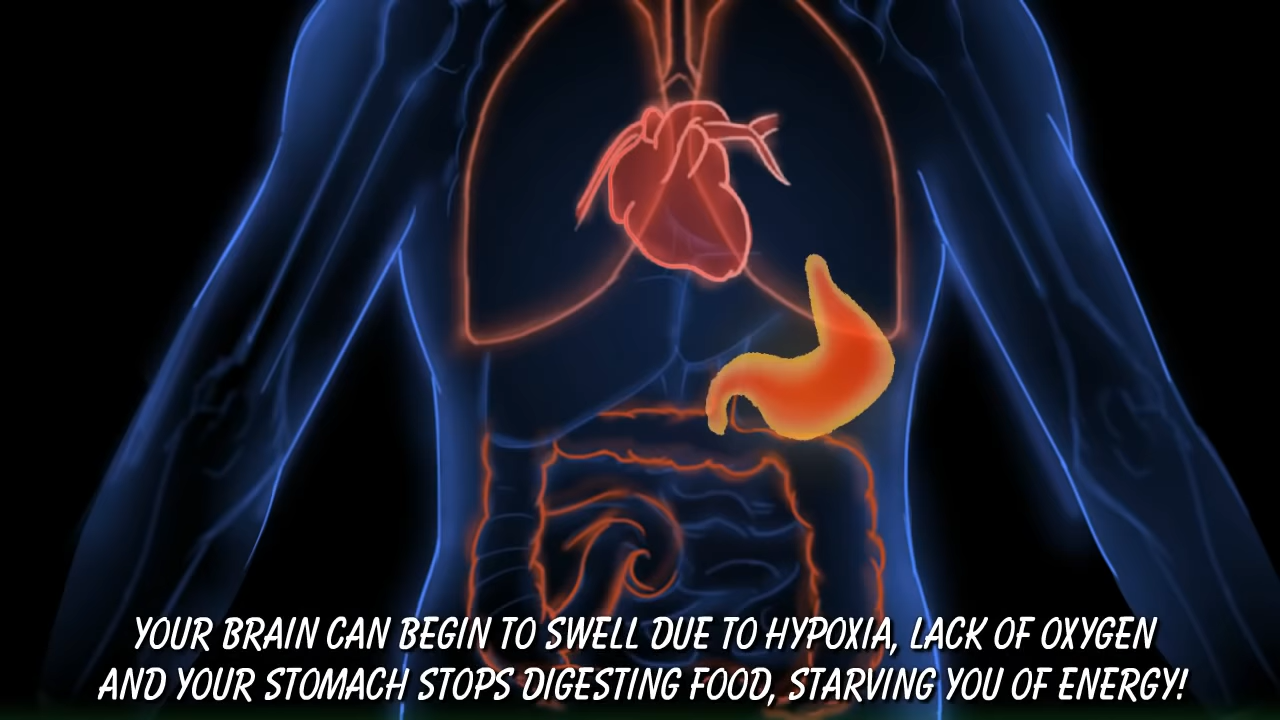 YOUR BRAIN CAN BEGIN TO SWELL DUE TO HYPOXIA, LACK OF OXYGEN
AND YOUR STOMACH STOPS DIGESTING FOOD, STARVING YOU OF ENERGY!